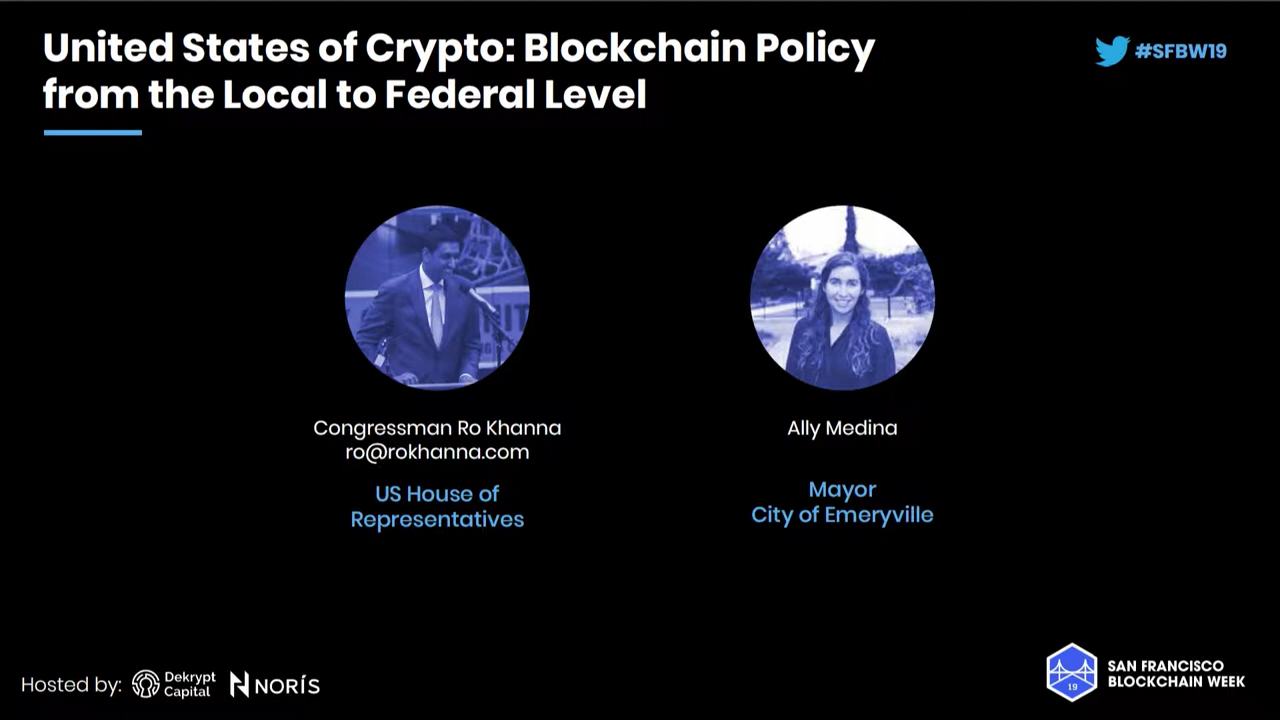 United States of Crypto: Blockchain Policy
from the Local to Federal Level
#SFBW19
Congressman Ro Khanna
ro@rokhanna.com
US House of
Representatives
Ally Medina
Mayor
City of Emeryville
Hosted by:
Dekrypt
Capital
NORÍS
19
SAN FRANCISCO
BLOCKCHAIN WEEK